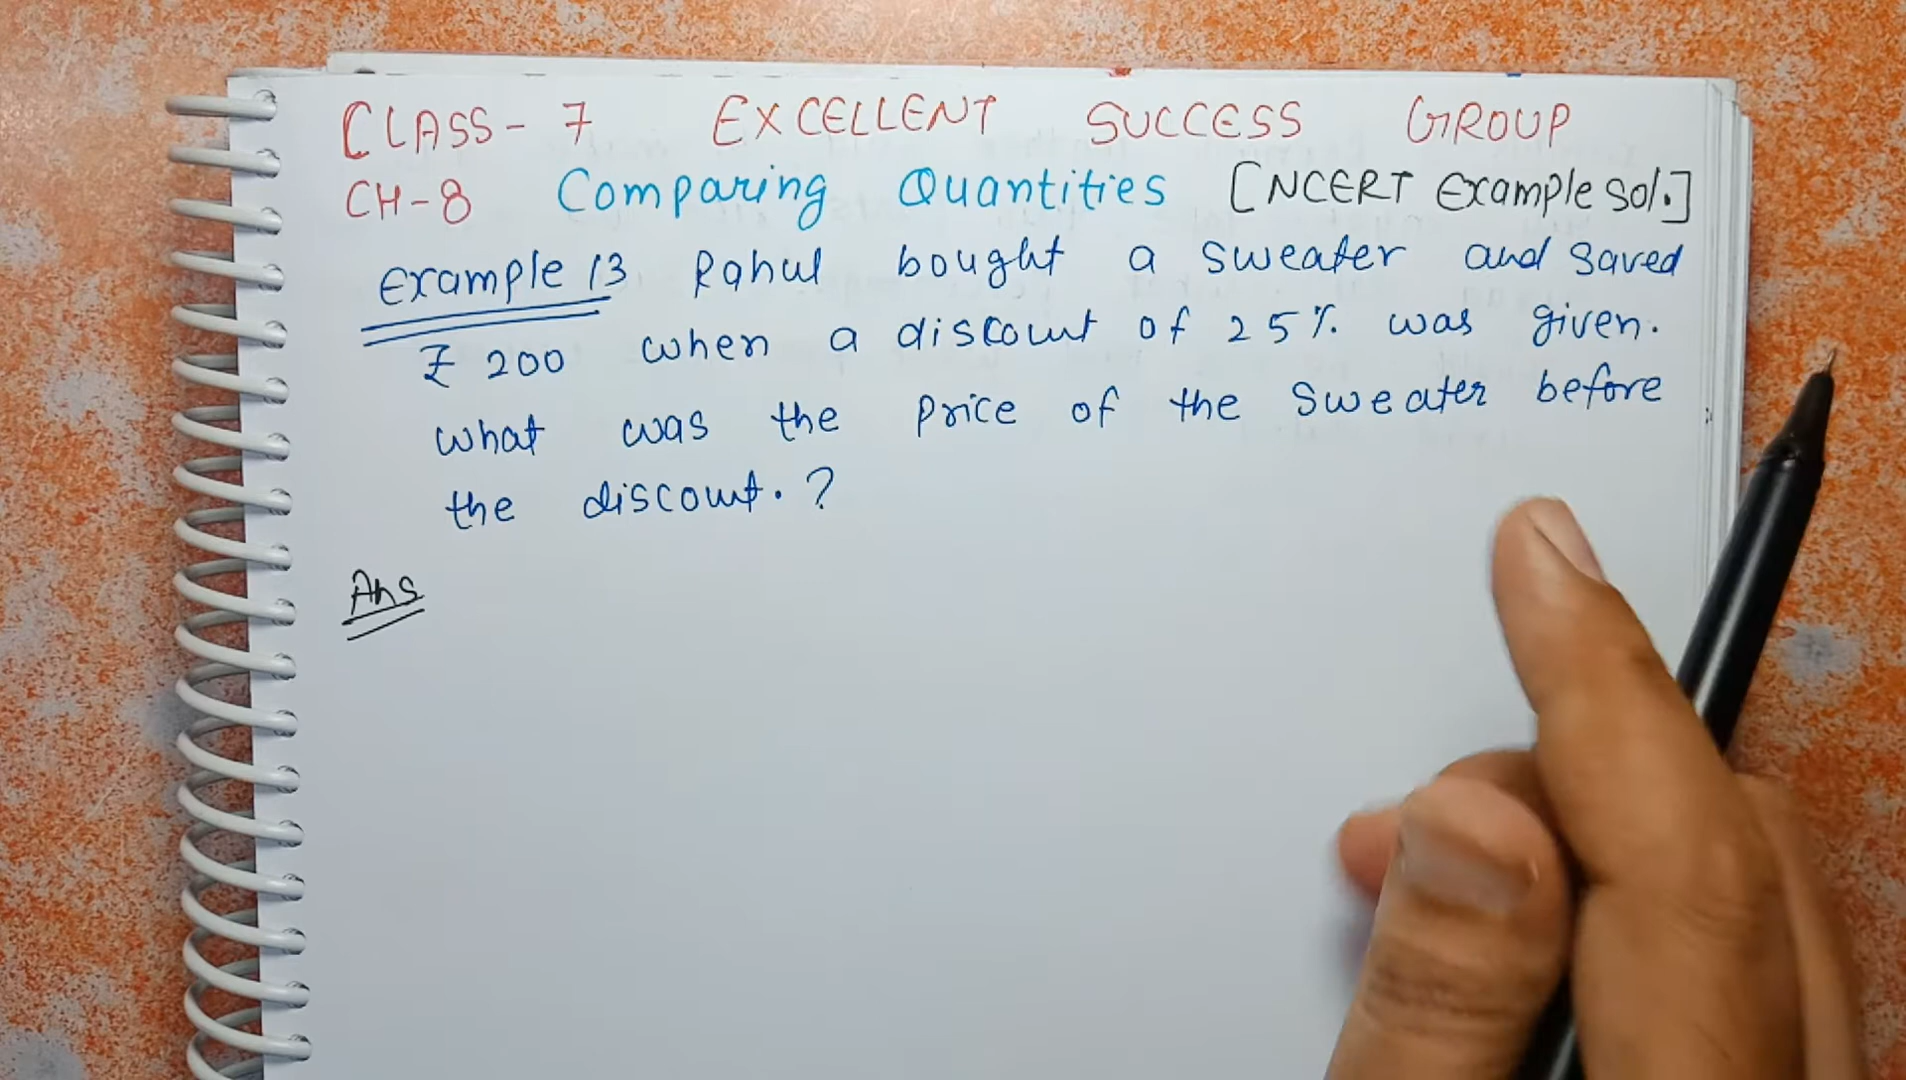 CLASS-7 EXCELLENT SUCCESS GROUP
CH-8 Comparing Quantities [NCERT Example Sol.]
Example 13 Rahul bought a sweater and saved
₹ 200 when a discount of 25% was given.
What was the Price of the Sweater before
the discount.?
Ans